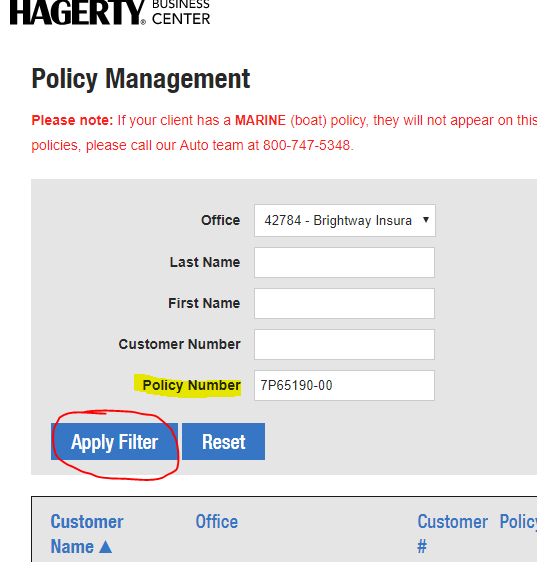 HAGERTY® BUSINESS
CENTER
Policy Management
Please note: If your client has a MARINE (boat) policy, they will not appear on this
policies, please call our Auto team at 800-747-5348.
Office 42784 - Brightway Insura
Last Name
First Name
Customer Number
Policy Number 7P65190-00
Apply Filter Reset
Customer Office Customer Policy
Name ▲ #